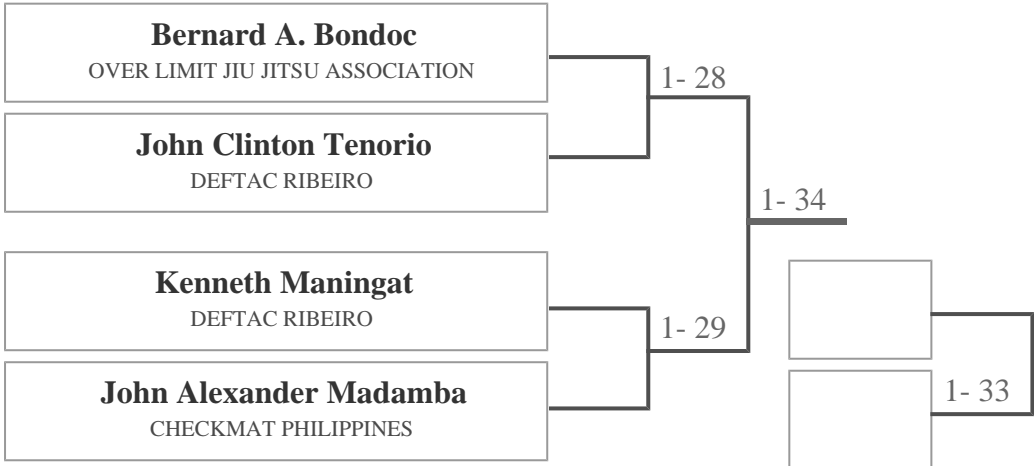 Bernard A. Bondoc
OVER LIMIT JIU JITSU ASSOCIATION
1- 28
John Clinton Tenorio
DEFTAC RIBEIRO
1- 34
Kenneth Maningat
DEFTAC RIBEIRO
1- 29
John Alexander Madamba
CHECKMAT PHILIPPINES
1- 33